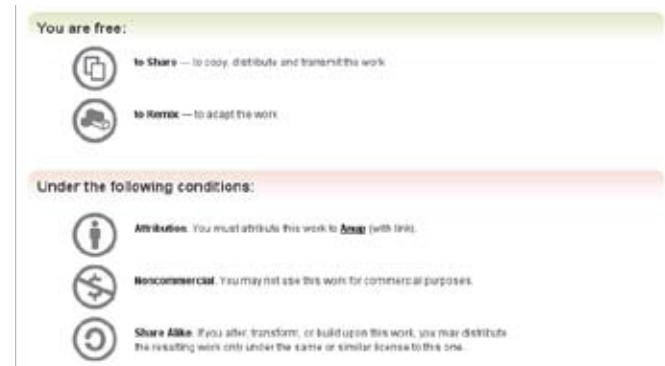 You are free:
to Share — to copy, distribute and transmit the work
to Remix — to adapt the work
Under the following conditions:
Attribution. You must attribute this work to Anup (with link).
Noncommercial. You may not use this work for commercial purposes.
Share Alike. If you alter, transform, or build upon this work, you may distribute
the resulting work only under the same or similar license to this one.